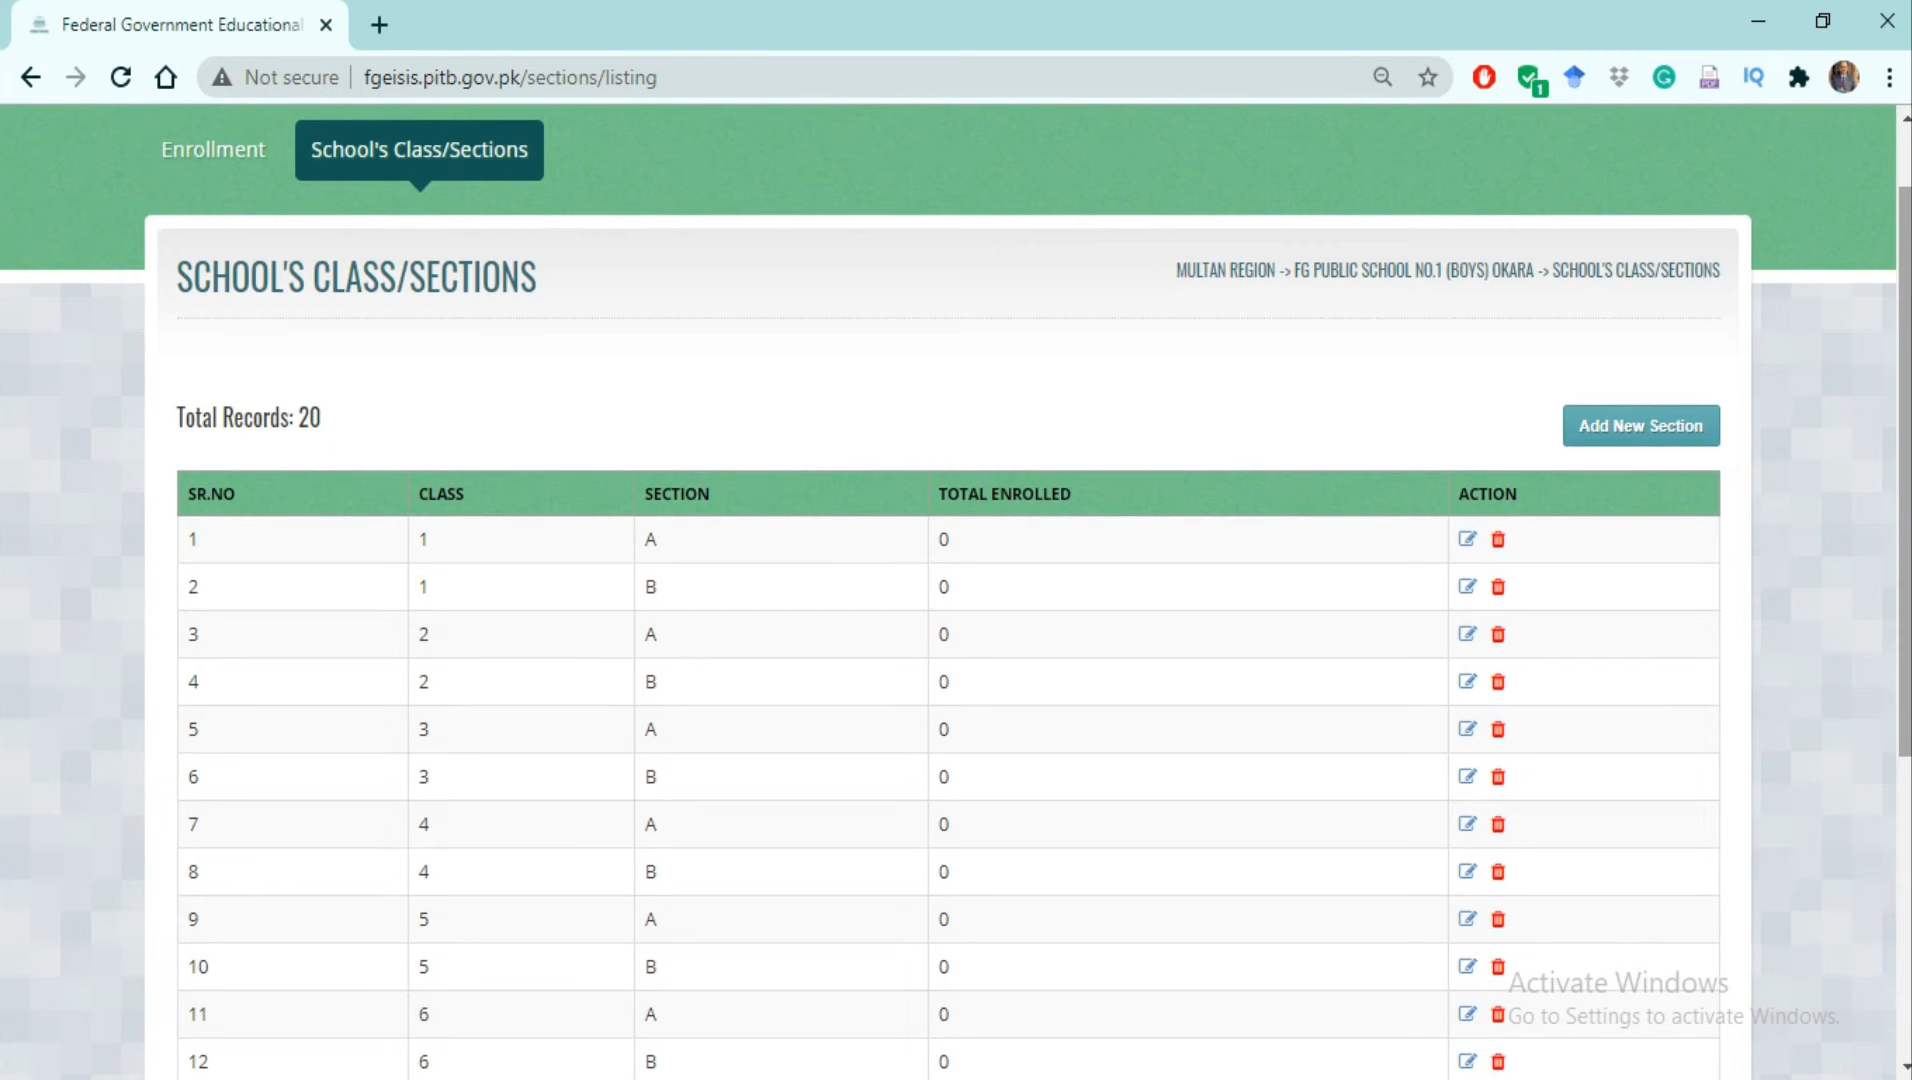 Federal Government Educational
Not secure fgeisis.pitb.gov.pk/sections/listing
1
IQ
PDF
Enrollment School's Class/Sections
SCHOOL'S CLASS/SECTIONS
MULTAN REGION -> FG PUBLIC SCHOOL NO.1 (BOYS) OKARA -> SCHOOL'S CLASS/SECTIONS
Total Records: 20
Add New Section
SR.NO CLASS SECTION TOTAL ENROLLED ACTION
1 1 A 0
2 1 B 0
3 2 A 0
4 2 B 0
5 3 A 0
6 3 B 0
7 4 A 0
8 4 B 0
9 5 A 0
10 5 B 0
11 6 A 0
12 6 B 0
Activate Windows
Go to Settings to activate Windows.